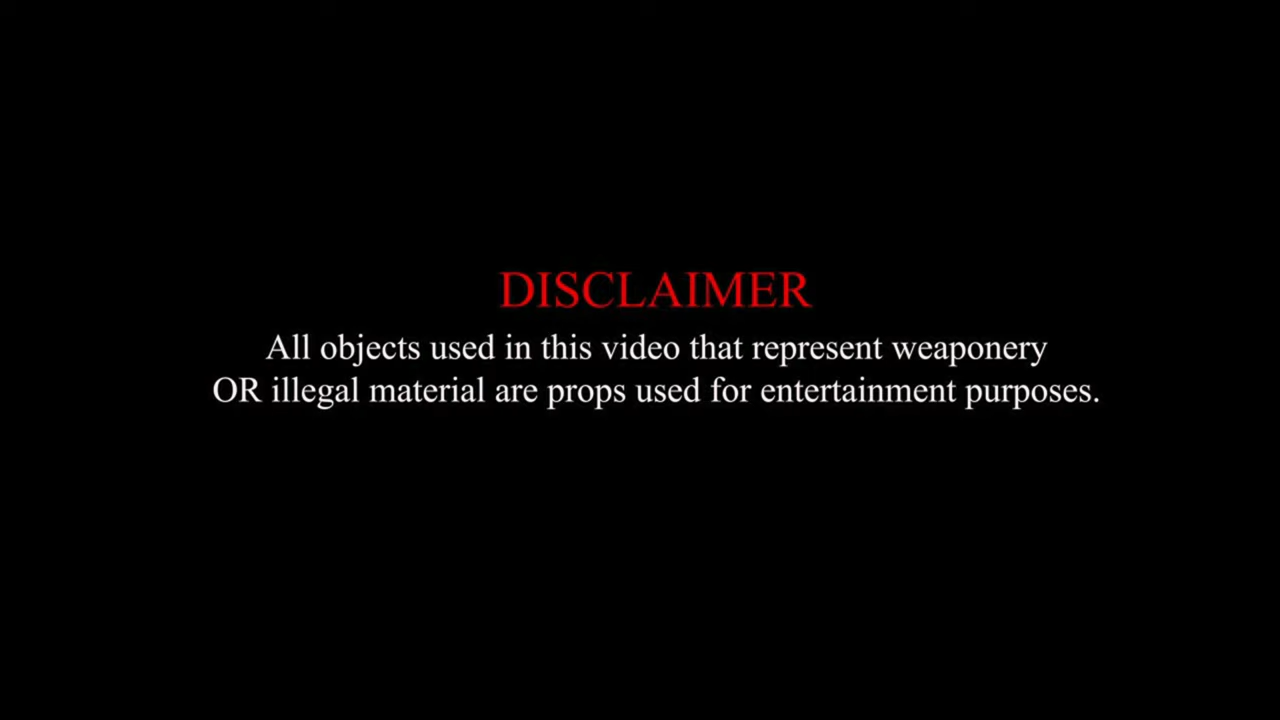 DISCLAIMER
All objects used in this video that represent weaponery
OR illegal material are props used for entertainment purposes.